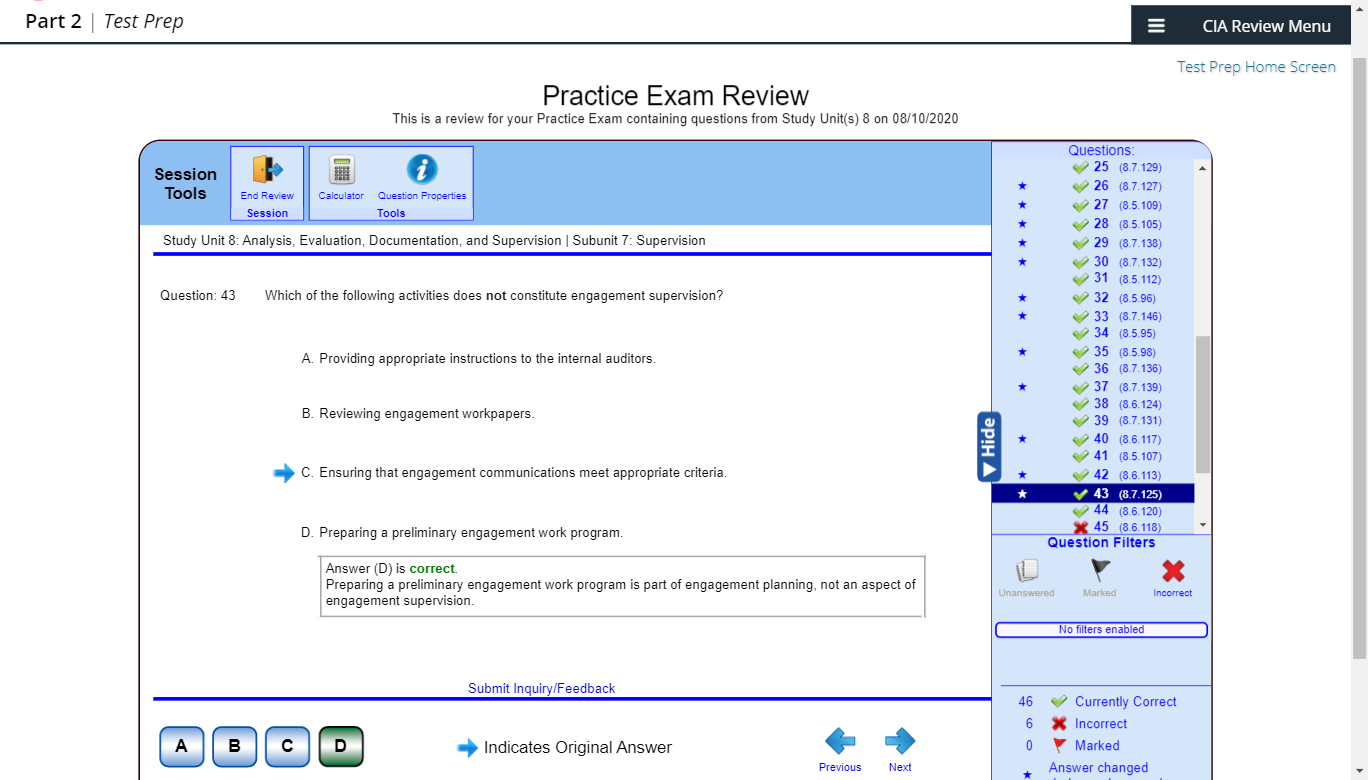 Part 2 | Test Prep
CIA Review Menu
Test Prep Home Screen
Practice Exam Review
This is a review for your Practice Exam containing questions from Study Unit(s) 8 on 08/10/2020
Session Tools
End Review
Session
Calculator
Question Properties
Tools
Study Unit 8: Analysis, Evaluation, Documentation, and Supervision | Subunit 7: Supervision
Question: 43 Which of the following activities does not constitute engagement supervision?
A. Providing appropriate instructions to the internal auditors.
B. Reviewing engagement workpapers.
C. Ensuring that engagement communications meet appropriate criteria.
D. Preparing a preliminary engagement work program.
Answer (D) is correct.
Preparing a preliminary engagement work program is part of engagement planning, not an aspect of
engagement supervision.
Submit Inquiry/Feedback
A B C D
Indicates Original Answer
Previous
Next
Hide
Questions:
25 (8.7.129)
26 (8.7.127)
27 (8.5.109)
28 (8.5.105)
29 (8.7.138)
30 (8.7.132)
31 (8.5.112)
32 (8.5.96)
33 (8.7.146)
34 (8.5.95)
35 (8.5.98)
36 (8.7.136)
37 (8.7.139)
38 (8.6.124)
39 (8.7.131)
40 (8.6.117)
41 (8.5.107)
42 (8.6.113)
43 (8.7.125)
44 (8.6.120)
45 (8.6.118)
Question Filters
Unanswered
Marked
Incorrect
No filters enabled
46 Currently Correct
6 Incorrect
0 Marked
Answer changed